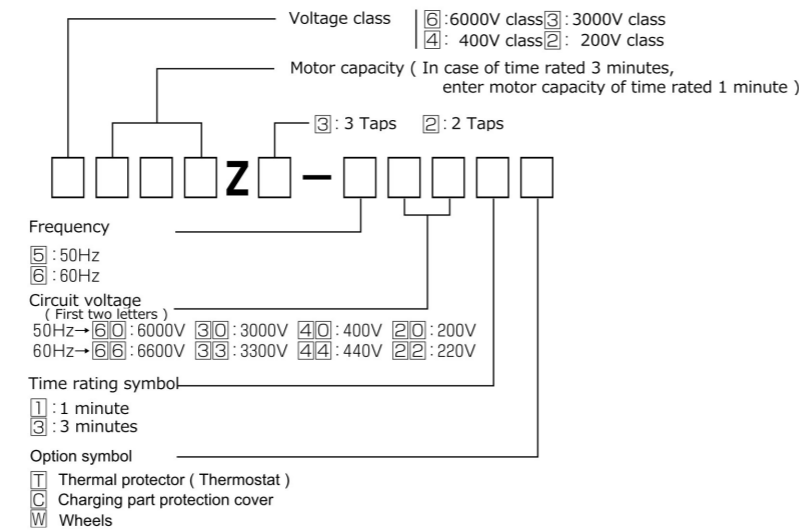 Voltage class 6:6000V class 3:3000V class
4: 400V class 2: 200V class
Motor capacity ( In case of time rated 3 minutes,
enter motor capacity of time rated 1 minute )
3:3 Taps 2:2 Taps
Z −
Frequency
5:50Hz
6:60Hz
Circuit voltage
( First two letters )
50Hz→60:6000V 30:3000V 40:400V 20:200V
60Hz→66:6600V 33:3300V 44:440V 22:220V
Time rating symbol
1:1 minute
3:3 minutes
Option symbol
T Thermal protector ( Thermostat )
C Charging part protection cover
W Wheels